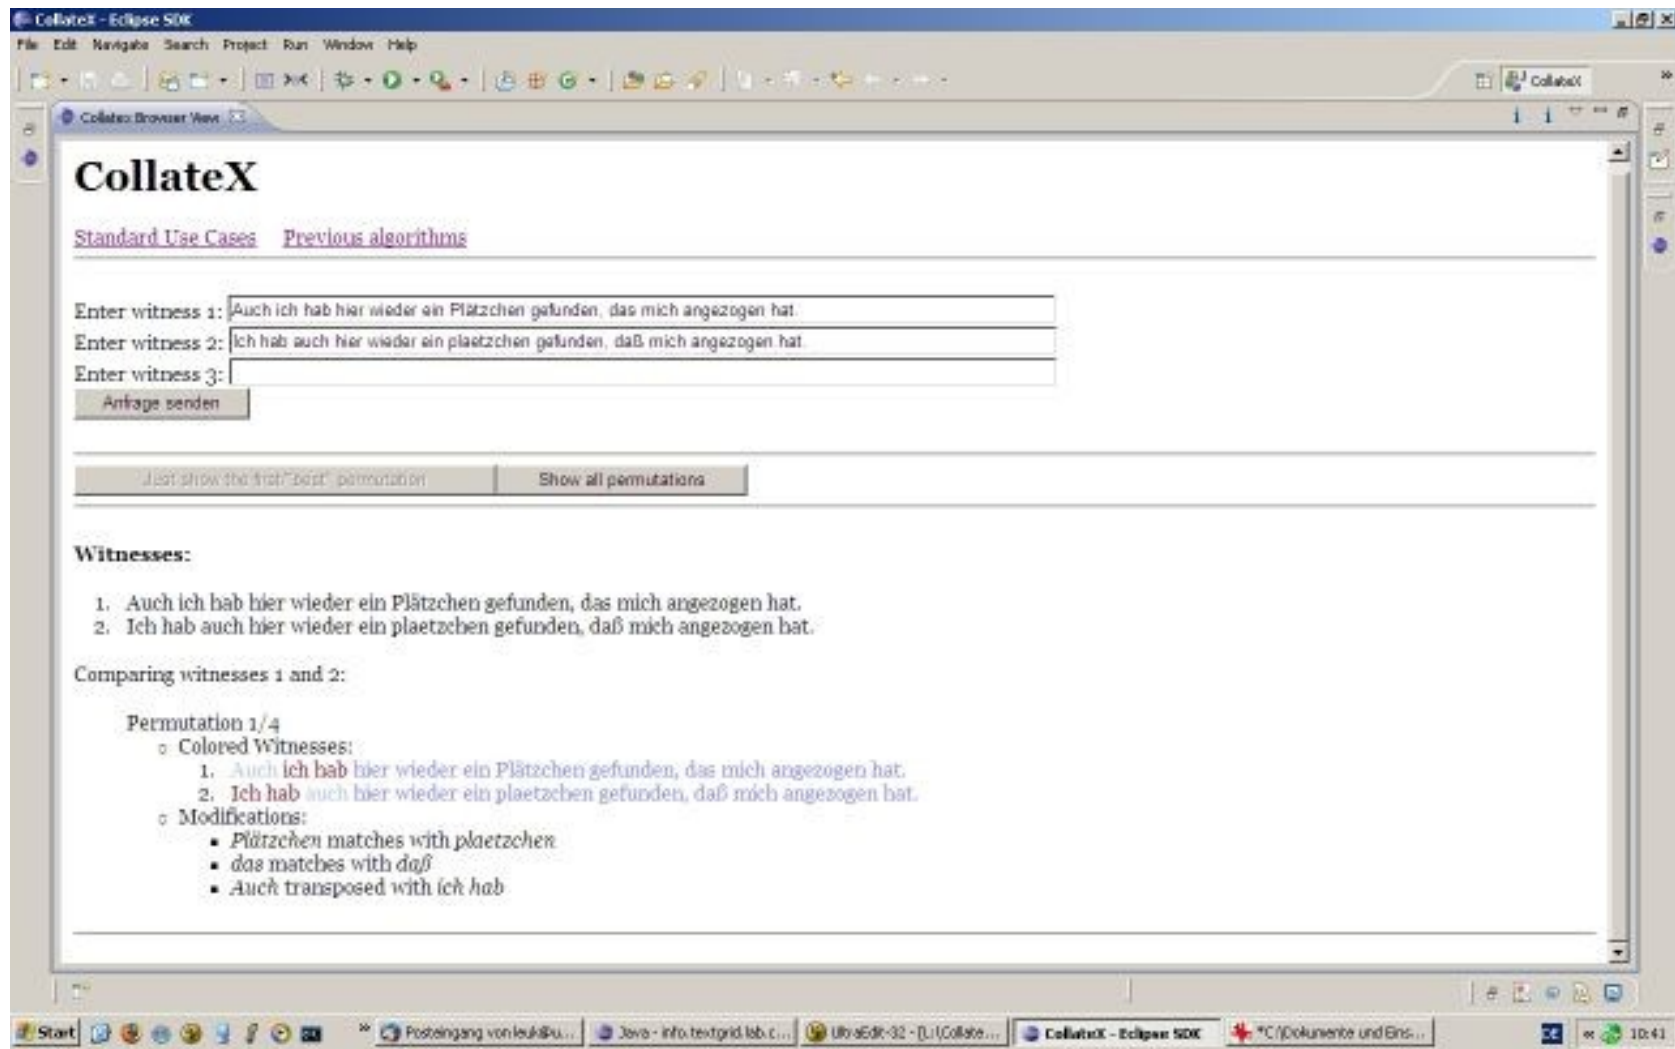 CollateX - Eclipse SDK
File Edit Navigate Search Project Run Window Help
CollateX
Collatex Browser View
CollateX
Standard Use Cases Previous algorithms
Enter witness 1: Auch ich hab hier wieder ein Plätzchen gefunden, das mich angezogen hat.
Enter witness 2: Ich hab auch hier wieder ein plaetzchen gefunden, daß mich angezogen hat.
Enter witness 3:
Anfrage senden
Just show the first/"best" permutation Show all permutations
Witnesses:
1. Auch ich hab hier wieder ein Plätzchen gefunden, das mich angezogen hat.
2. Ich hab auch hier wieder ein plaetzchen gefunden, daß mich angezogen hat.
Comparing witnesses 1 and 2:
Permutation 1/4
Colored Witnesses:
1. Auch ich hab hier wieder ein Plätzchen gefunden, das mich angezogen hat.
2. Ich hab auch hier wieder ein plaetzchen gefunden, daß mich angezogen hat.
Modifications:
Plätzchen matches with plaetzchen
das matches with daß
Auch transposed with ich hab
Start Posteingang von leuk@u... Java - info.textgrid.lab.c... UltraEdit-32 - [L:\Collate... CollateX - Eclipse SDK *C:\Dokumente und Eins... 10:41